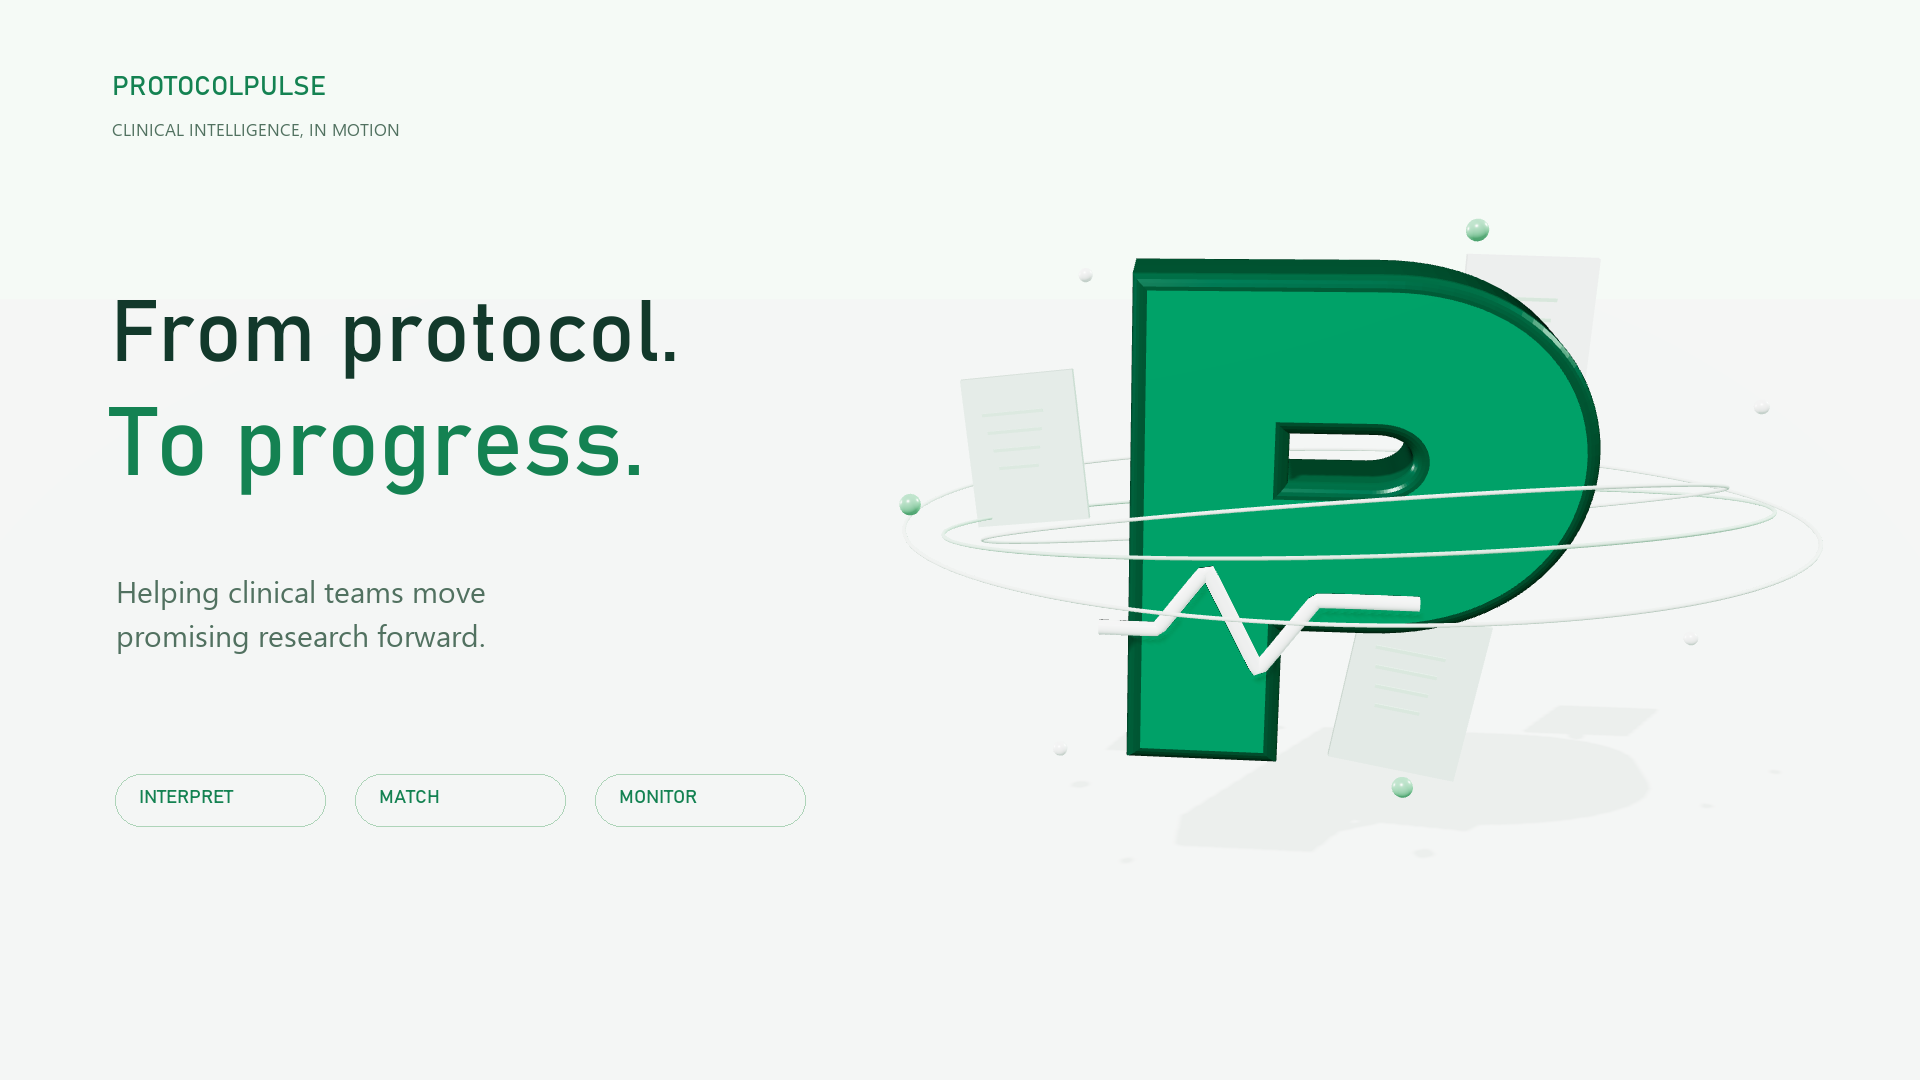 PROTOCOLPULSE
CLINICAL INTELLIGENCE, IN MOTION
From protocol.
To progress.
Helping clinical teams move
promising research forward.
INTERPRET
MATCH
MONITOR
P